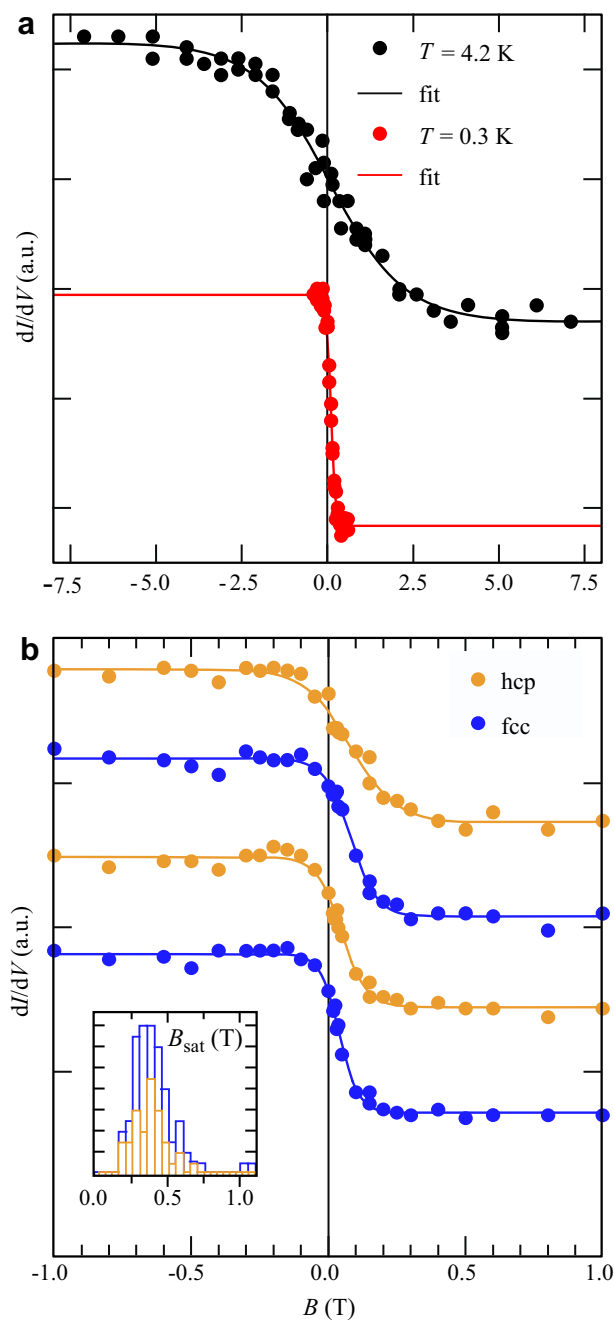 a
T = 4.2 K
fit
T = 0.3 K
fit
dI/dV (a.u.)
-7.5 -5.0 -2.5 0.0 2.5 5.0 7.5
b
hcp
fcc
dI/dV (a.u.)
Bsat (T)
0.0 0.5 1.0
-1.0 -0.5 0.0 0.5 1.0
B (T)